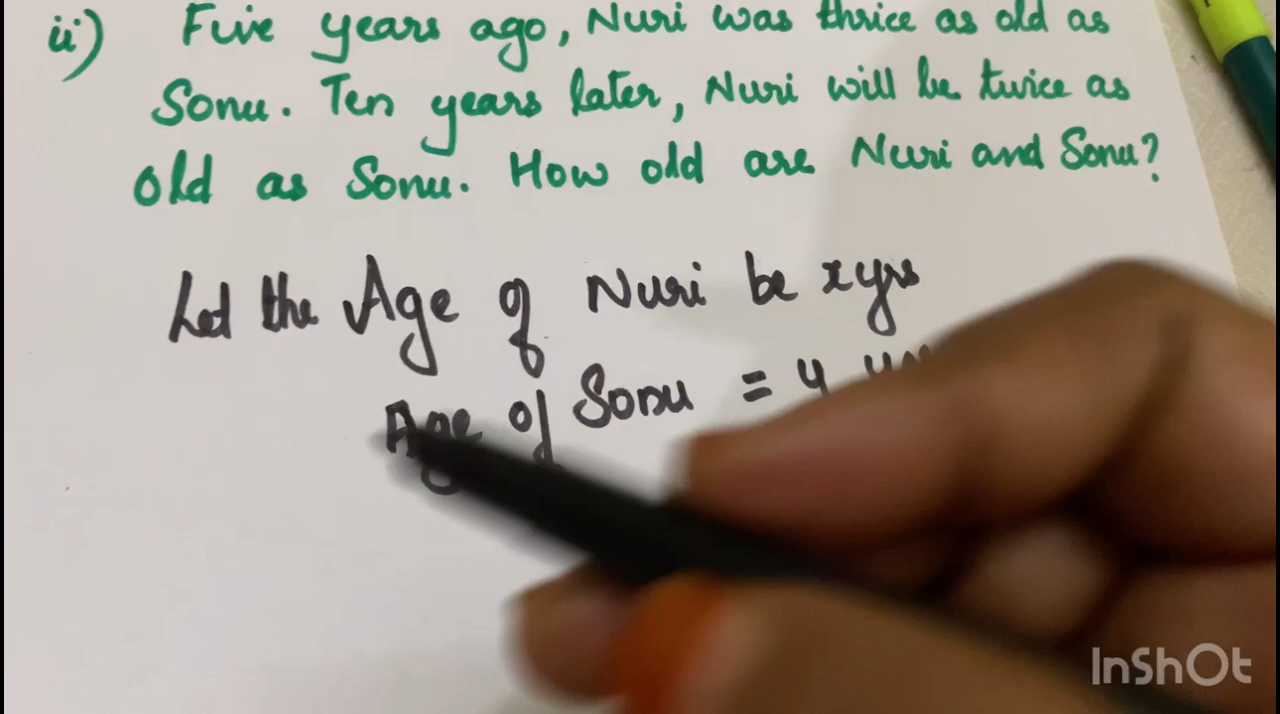 ii) Five years ago, Nuri was thrice as old as
Sonu. Ten years later, Nuri will be twice as
old as Sonu. How old are Nuri and Sonu?
Let the Age of Nuri be x yrs
Age of Sonu = y
InShOt